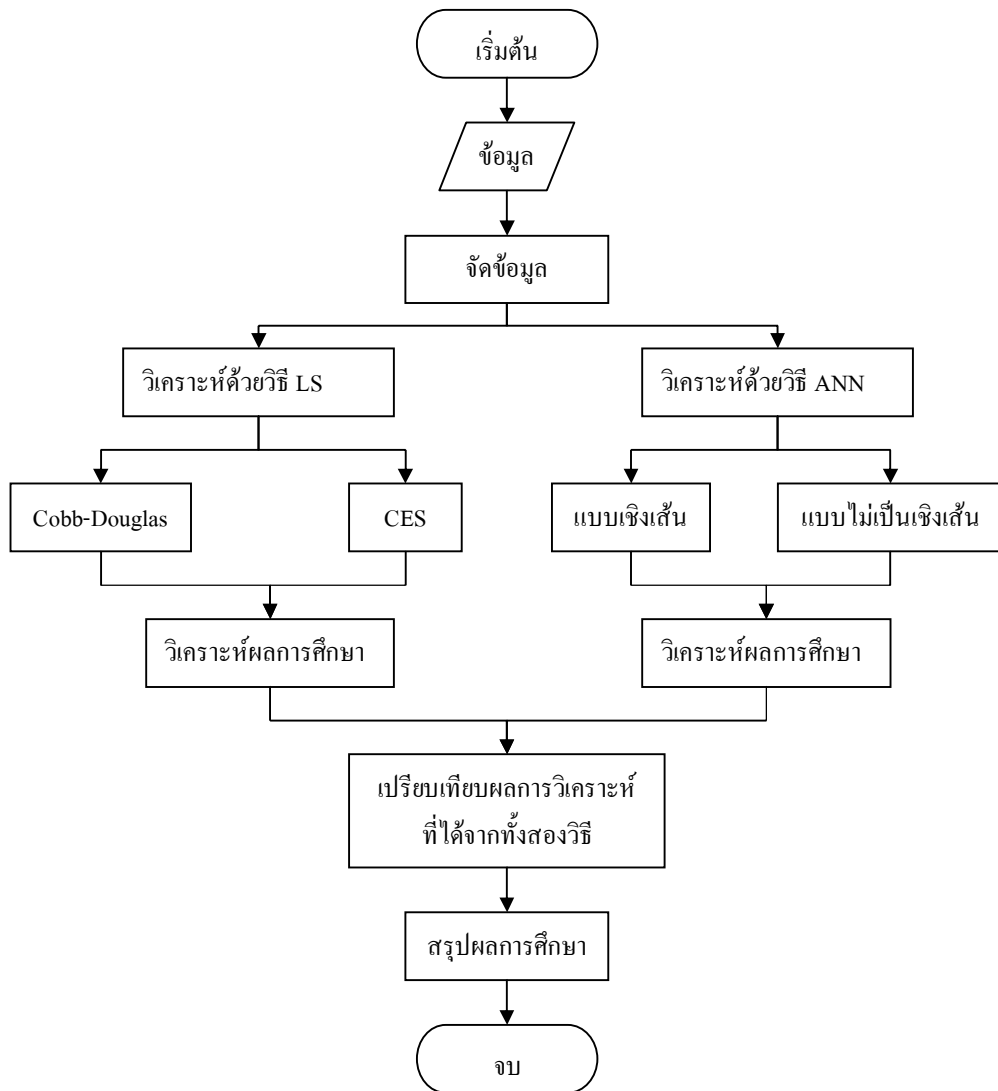 เริ่มต้น
ข้อมูล
จัดข้อมูล
วิเคราะห์ด้วยวิธี LS
วิเคราะห์ด้วยวิธี ANN
Cobb-Douglas
CES
แบบเชิงเส้น
แบบไม่เป็นเชิงเส้น
วิเคราะห์ผลการศึกษา
วิเคราะห์ผลการศึกษา
เปรียบเทียบผลการวิเคราะห์
ที่ได้จากทั้งสองวิธี
สรุปผลการศึกษา
จบ